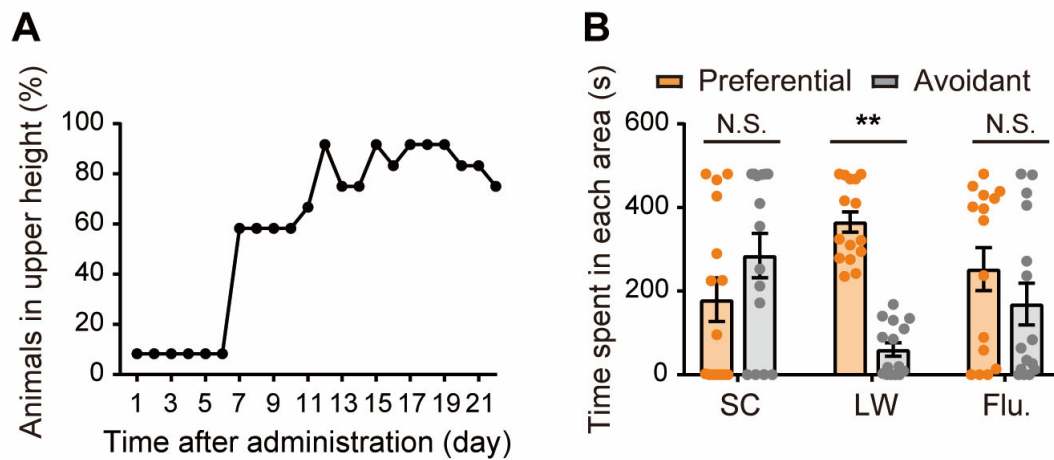 A
Animals in upper height (%)
100
80
60
40
20
0
1 3 5 7 9 11 13 15 17 19 21
Time after administration (day)
B
Time spent in each area (s)
Preferential Avoidant
N.S. ** N.S.
600
400
200
0
SC LW Flu.